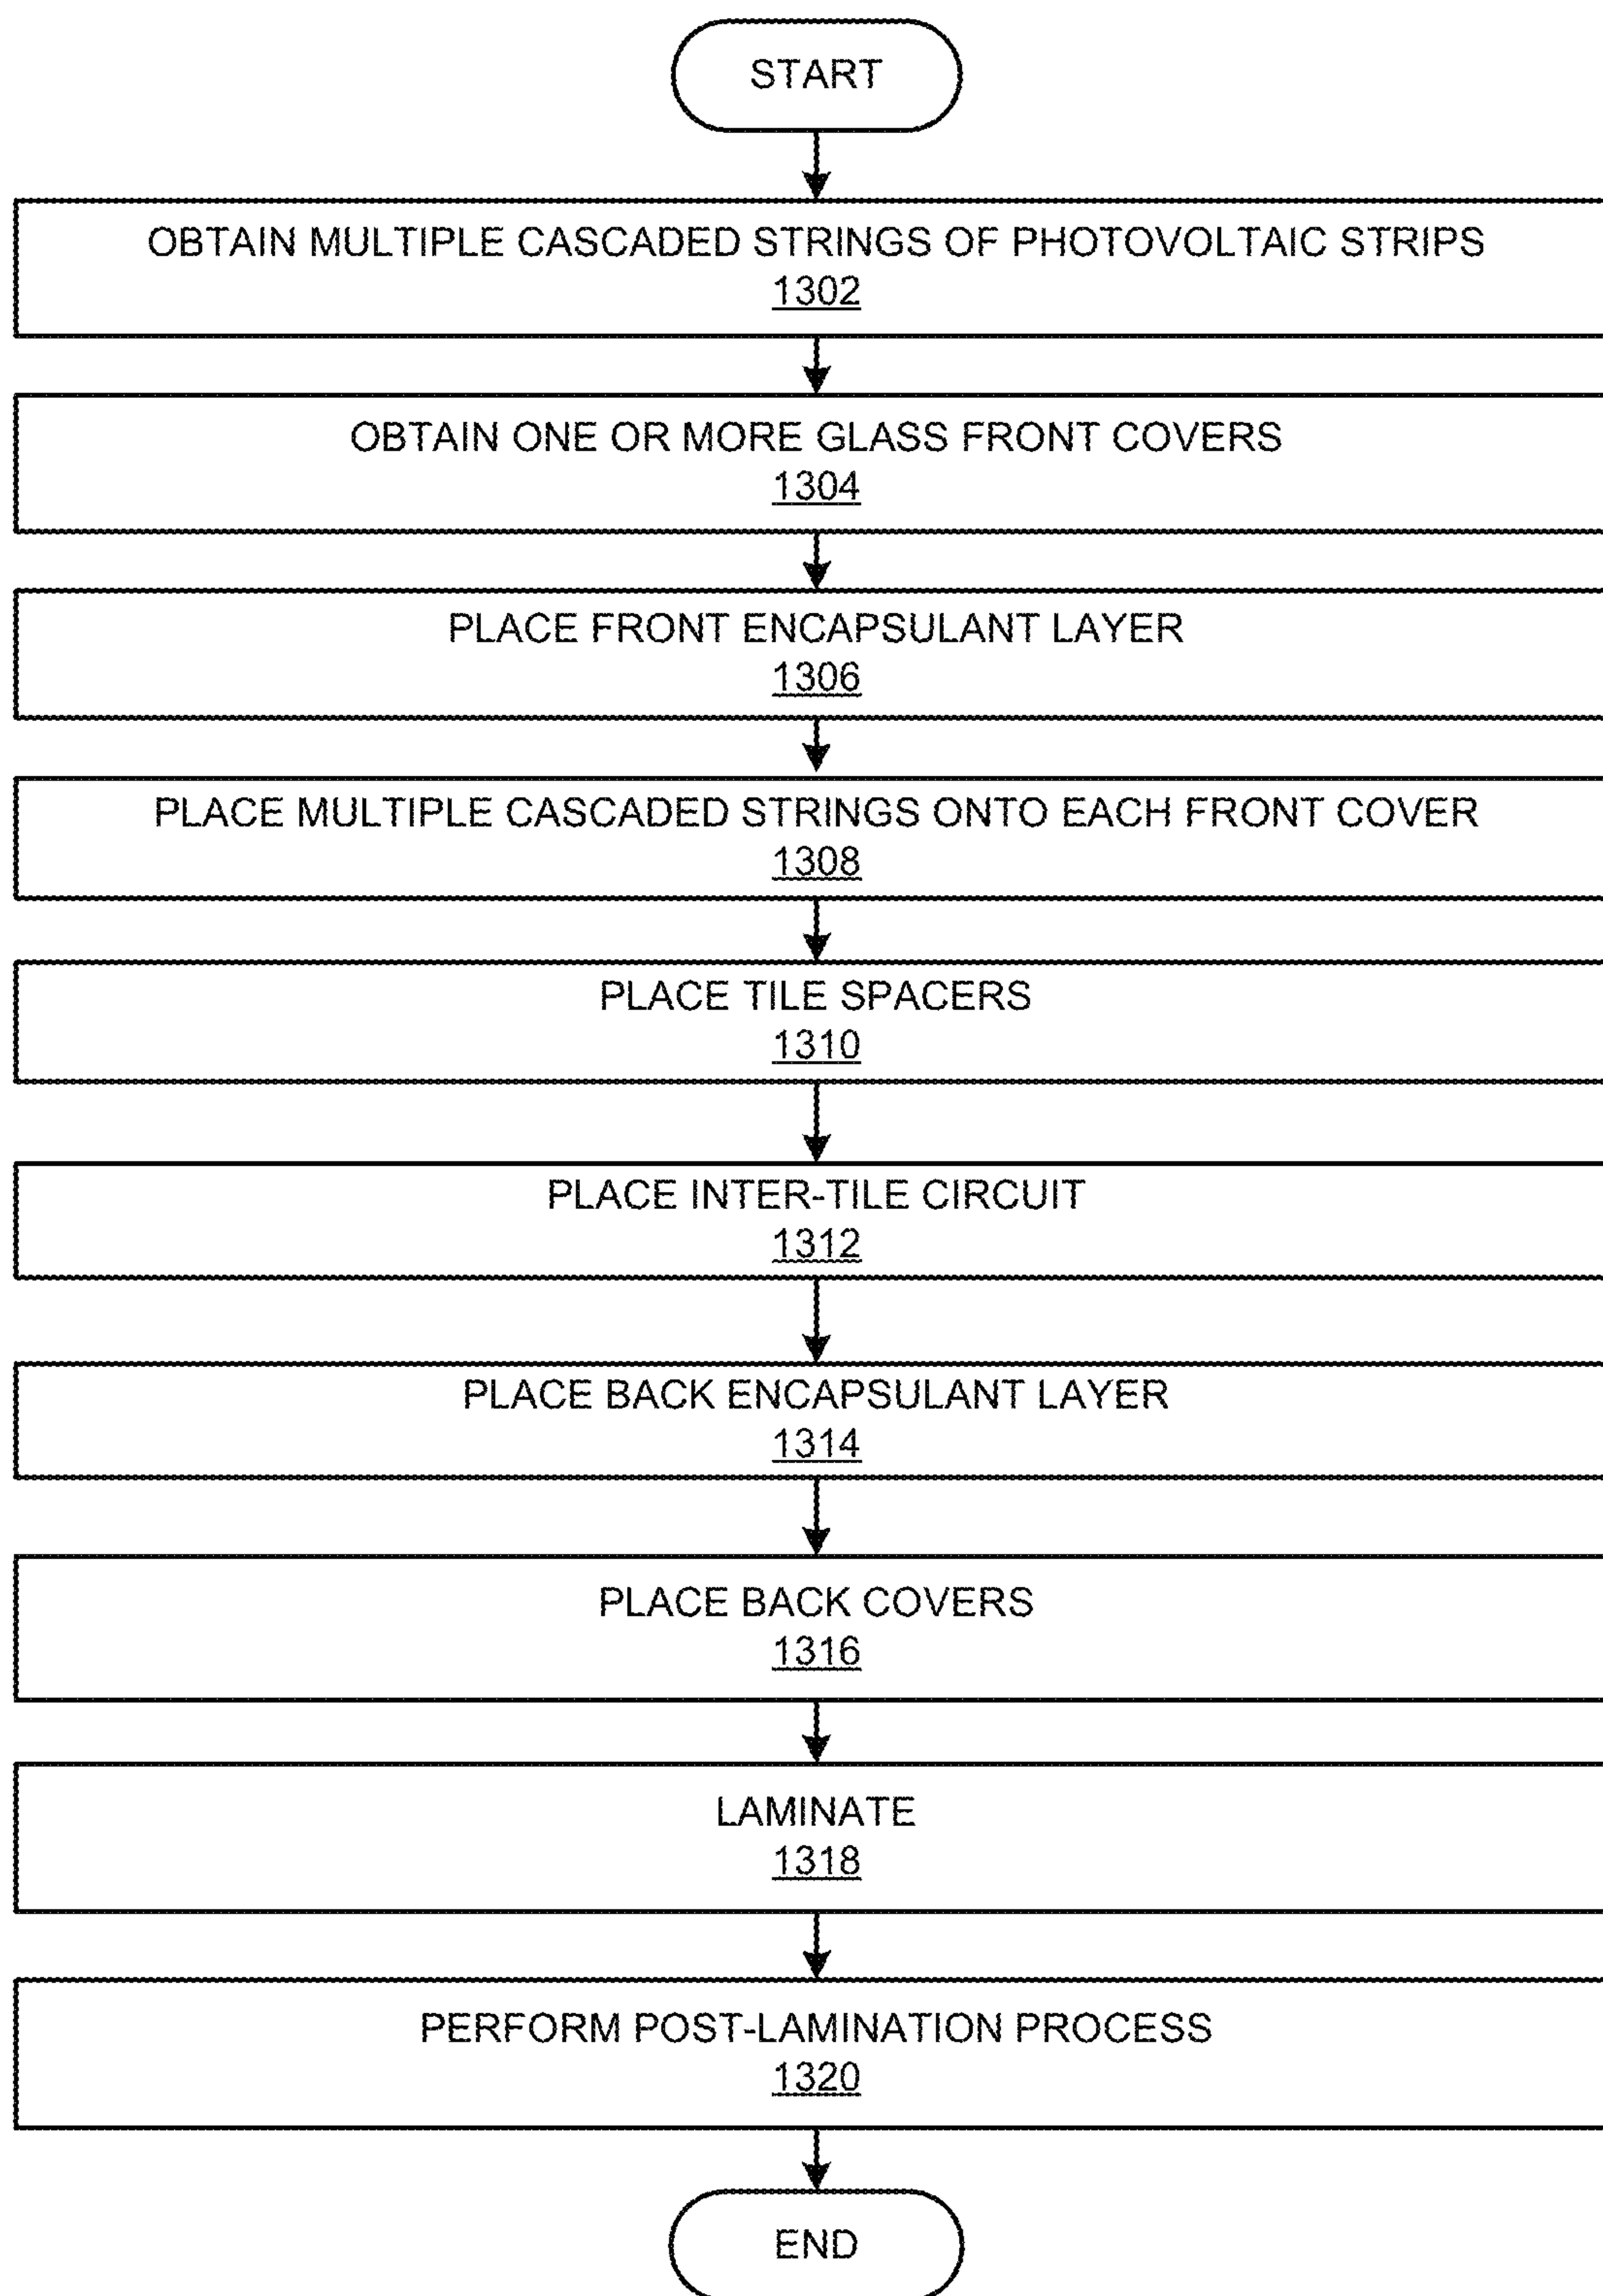 START
OBTAIN MULTIPLE CASCADED STRINGS OF PHOTOVOLTAIC STRIPS
1302
OBTAIN ONE OR MORE GLASS FRONT COVERS
1304
PLACE FRONT ENCAPSULANT LAYER
1306
PLACE MULTIPLE CASCADED STRINGS ONTO EACH FRONT COVER
1308
PLACE TILE SPACERS
1310
PLACE INTER-TILE CIRCUIT
1312
PLACE BACK ENCAPSULANT LAYER
1314
PLACE BACK COVERS
1316
LAMINATE
1318
PERFORM POST-LAMINATION PROCESS
1320
END